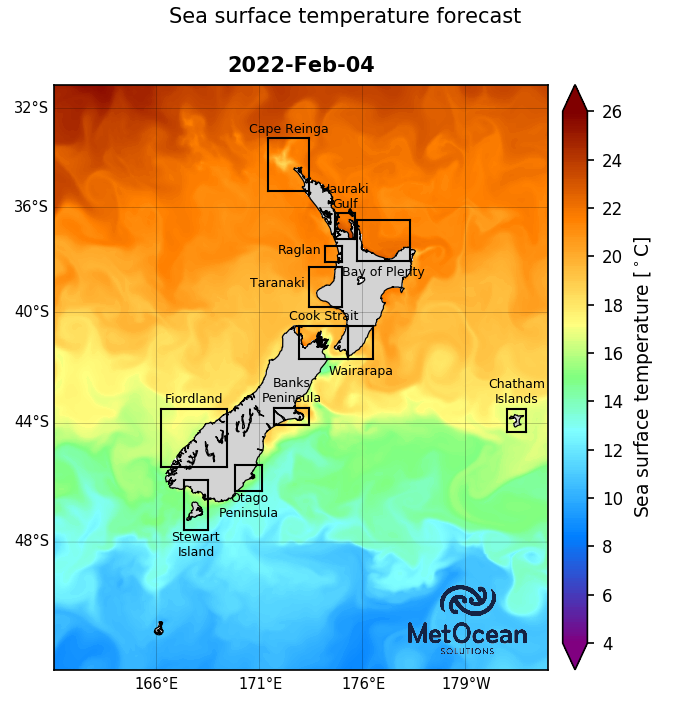 Sea surface temperature forecast
2022-Feb-04
32°S
36°S
40°S
44°S
48°S
166°E
171°E
176°E
179°W
Cape Reinga
Hauraki
Gulf
Raglan
Bay of Plenty
Taranaki
Cook Strait
Wairarapa
Banks
Peninsula
Fiordland
Chatham
Islands
Otago
Peninsula
Stewart
Island
MetOcean
SOLUTIONS
26
24
22
20
18
16
14
12
10
8
6
4
Sea surface temperature [°C]